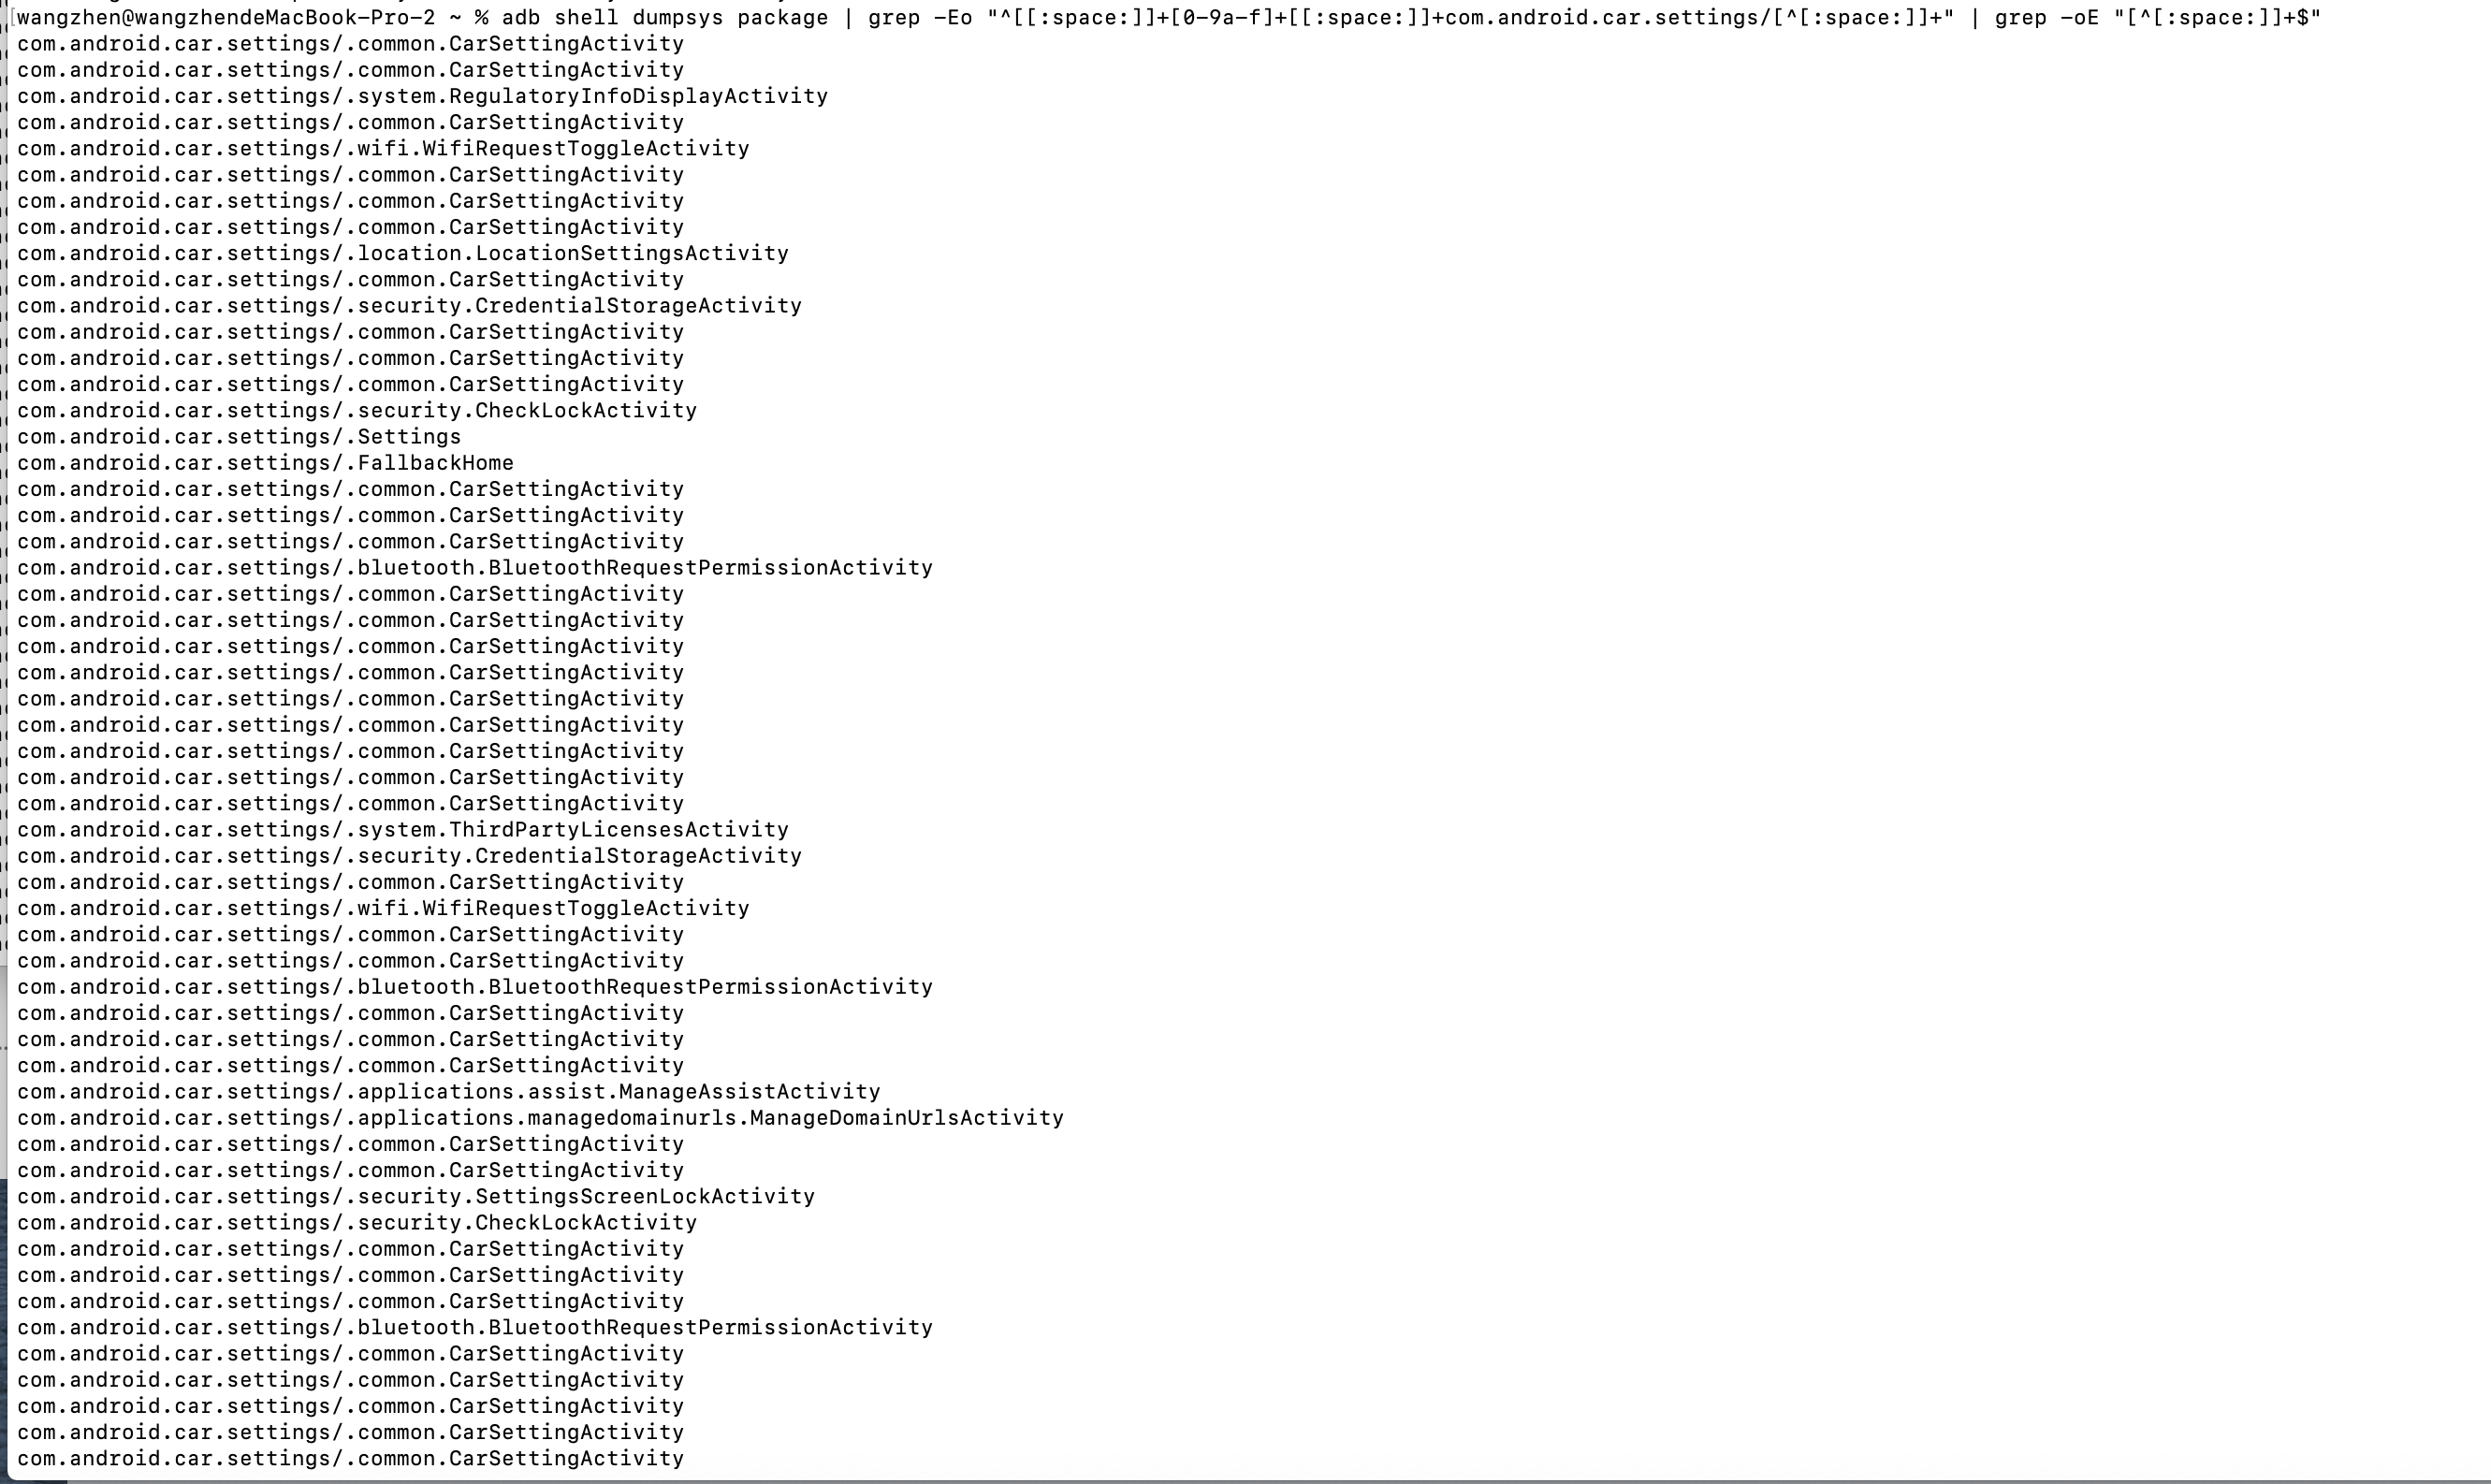 wangzhen@wangzhendeMacBook-Pro-2 ~ % adb shell dumpsys package | grep -Eo "^[[:space:]]+[0-9a-f]+[[:space:]]+com.android.car.settings/[^[:space:]]+" | grep -oE "[^[:space:]]+$"
com.android.car.settings/.common.CarSettingActivity
com.android.car.settings/.common.CarSettingActivity
com.android.car.settings/.system.RegulatoryInfoDisplayActivity
com.android.car.settings/.common.CarSettingActivity
com.android.car.settings/.wifi.WifiRequestToggleActivity
com.android.car.settings/.common.CarSettingActivity
com.android.car.settings/.common.CarSettingActivity
com.android.car.settings/.common.CarSettingActivity
com.android.car.settings/.location.LocationSettingsActivity
com.android.car.settings/.common.CarSettingActivity
com.android.car.settings/.security.CredentialStorageActivity
com.android.car.settings/.common.CarSettingActivity
com.android.car.settings/.common.CarSettingActivity
com.android.car.settings/.common.CarSettingActivity
com.android.car.settings/.security.CheckLockActivity
com.android.car.settings/.Settings
com.android.car.settings/.FallbackHome
com.android.car.settings/.common.CarSettingActivity
com.android.car.settings/.common.CarSettingActivity
com.android.car.settings/.common.CarSettingActivity
com.android.car.settings/.bluetooth.BluetoothRequestPermissionActivity
com.android.car.settings/.common.CarSettingActivity
com.android.car.settings/.common.CarSettingActivity
com.android.car.settings/.common.CarSettingActivity
com.android.car.settings/.common.CarSettingActivity
com.android.car.settings/.common.CarSettingActivity
com.android.car.settings/.common.CarSettingActivity
com.android.car.settings/.common.CarSettingActivity
com.android.car.settings/.common.CarSettingActivity
com.android.car.settings/.common.CarSettingActivity
com.android.car.settings/.system.ThirdPartyLicensesActivity
com.android.car.settings/.security.CredentialStorageActivity
com.android.car.settings/.common.CarSettingActivity
com.android.car.settings/.wifi.WifiRequestToggleActivity
com.android.car.settings/.common.CarSettingActivity
com.android.car.settings/.common.CarSettingActivity
com.android.car.settings/.bluetooth.BluetoothRequestPermissionActivity
com.android.car.settings/.common.CarSettingActivity
com.android.car.settings/.common.CarSettingActivity
com.android.car.settings/.common.CarSettingActivity
com.android.car.settings/.applications.assist.ManageAssistActivity
com.android.car.settings/.applications.managedomainurls.ManageDomainUrlsActivity
com.android.car.settings/.common.CarSettingActivity
com.android.car.settings/.common.CarSettingActivity
com.android.car.settings/.security.SettingsScreenLockActivity
com.android.car.settings/.security.CheckLockActivity
com.android.car.settings/.common.CarSettingActivity
com.android.car.settings/.common.CarSettingActivity
com.android.car.settings/.common.CarSettingActivity
com.android.car.settings/.bluetooth.BluetoothRequestPermissionActivity
com.android.car.settings/.common.CarSettingActivity
com.android.car.settings/.common.CarSettingActivity
com.android.car.settings/.common.CarSettingActivity
com.android.car.settings/.common.CarSettingActivity
com.android.car.settings/.common.CarSettingActivity